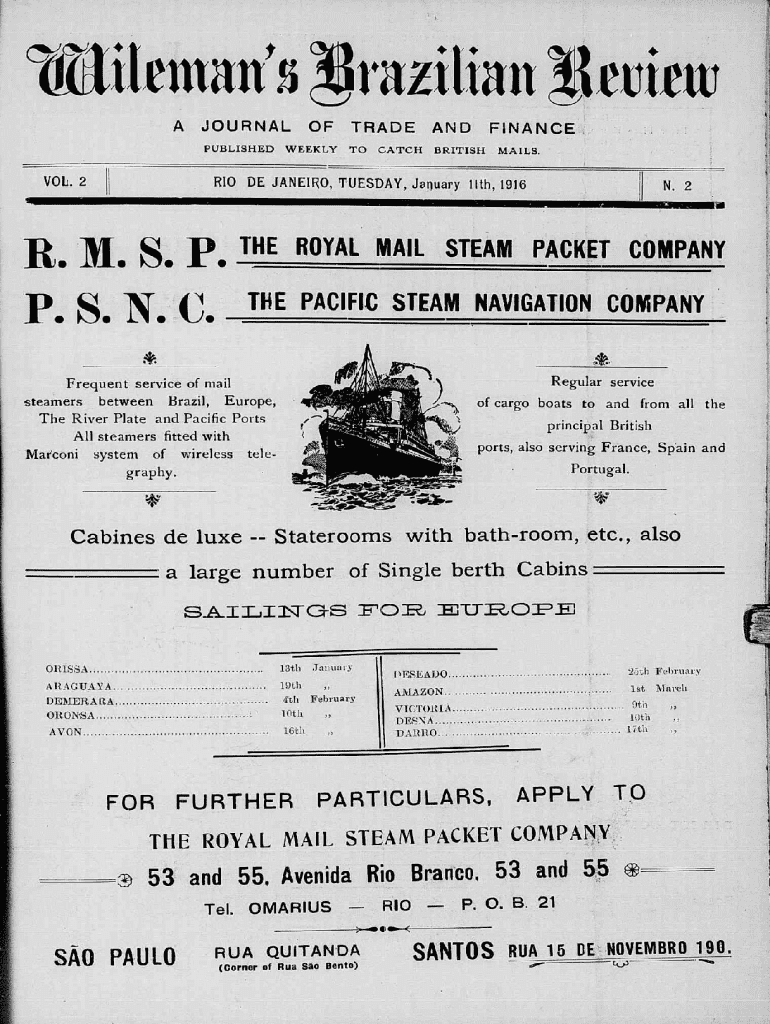 Wileman's Brazilian Review
A JOURNAL OF TRADE AND FINANCE
PUBLISHED WEEKLY TO CATCH BRITISH MAILS.
VOL. 2
RIO DE JANEIRO, TUESDAY, January 11th, 1916
N. 2
R. M. S. P. THE ROYAL MAIL STEAM PACKET COMPANY
P. S. N. C. THE PACIFIC STEAM NAVIGATION COMPANY
Frequent service of mail
steamers between Brazil, Europe,
The River Plate and Pacific Ports
All steamers fitted with
Marconi system of wireless tele-
graphy.
Regular service
of cargo boats to and from all the
principal British
ports, also serving France, Spain and
Portugal.
Cabines de luxe -- Staterooms with bath-room, etc., also
a large number of Single berth Cabins
SAILINGS FOR EUROPE
ORISSA 13th January
ARAGUAYA 19th ,,
DEMERARA 4th February
ORONSA 10th ,,
AVON 16th ,,
DESEADO 25th February
AMAZON 1st March
VICTORIA 9th ,,
DESNA 10th ,,
DARRO 17th ,,
FOR FURTHER PARTICULARS, APPLY TO
THE ROYAL MAIL STEAM PACKET COMPANY
53 and 55, Avenida Rio Branco, 53 and 55
Tel. OMARIUS — RIO — P. O. B. 21
SÃO PAULO RUA QUITANDA
(Corner of Rua São Bento)
SANTOS RUA 15 DE NOVEMBRO 190.